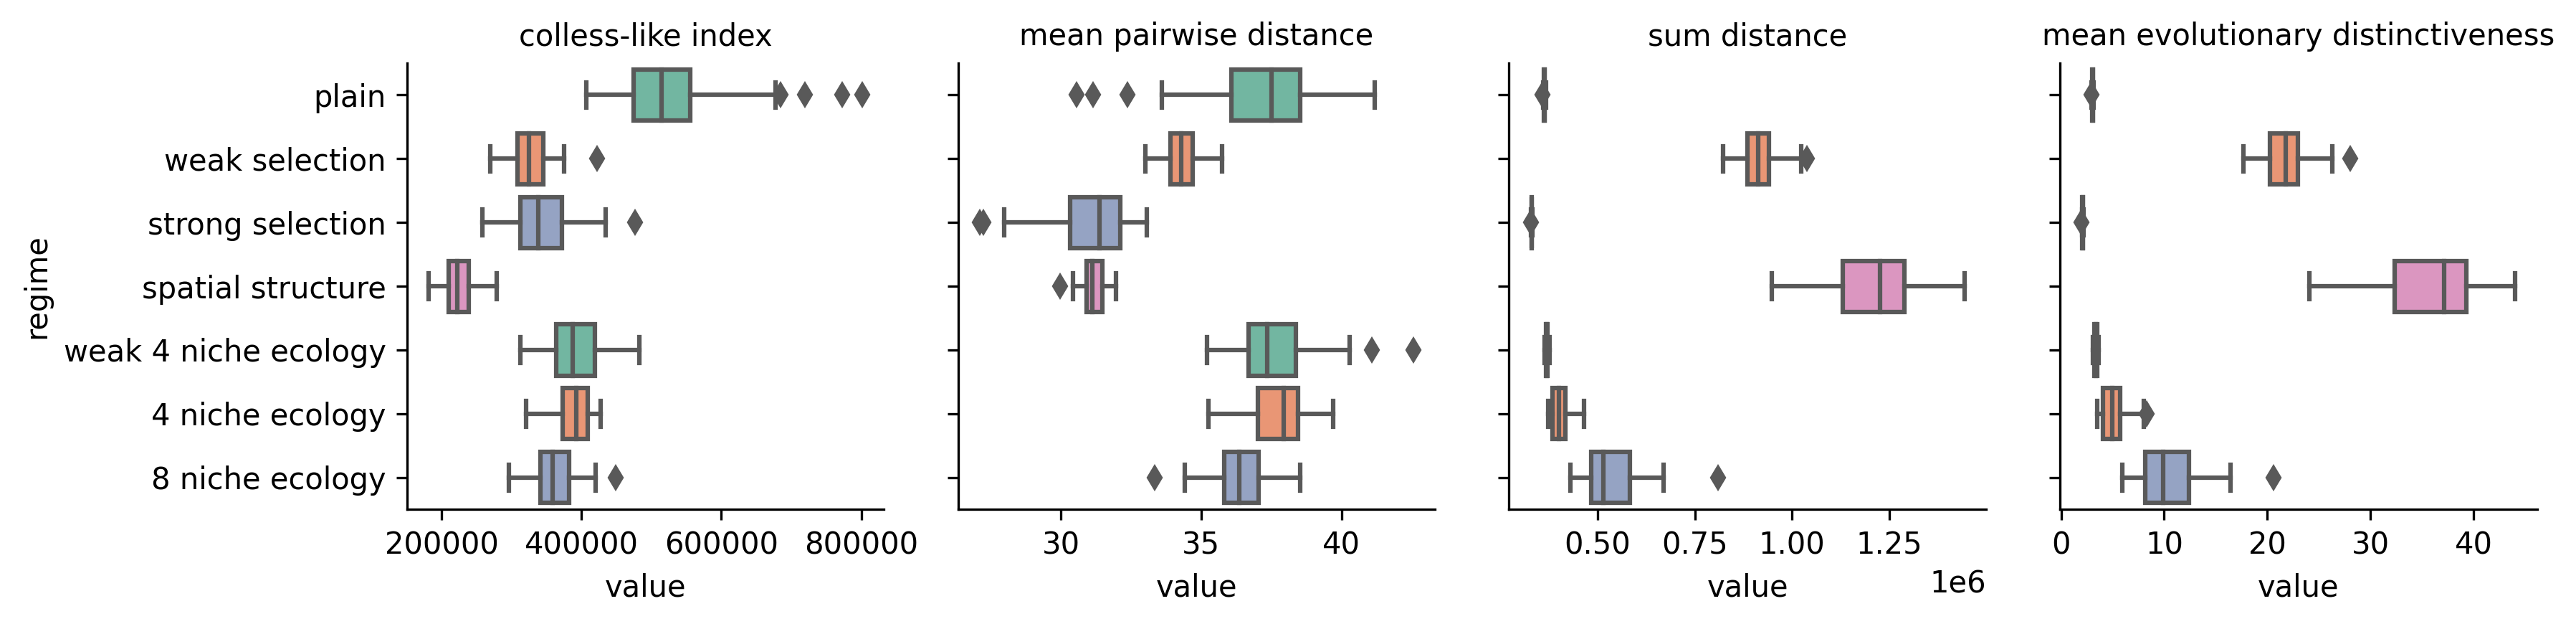 colless-like index
mean pairwise distance
sum distance
mean evolutionary distinctiveness
regime
plain
weak selection
strong selection
spatial structure
weak 4 niche ecology
4 niche ecology
8 niche ecology
200000 400000 600000 800000
value
30 35 40
value
0.50 0.75 1.00 1.25
1e6
value
0 10 20 30 40
value